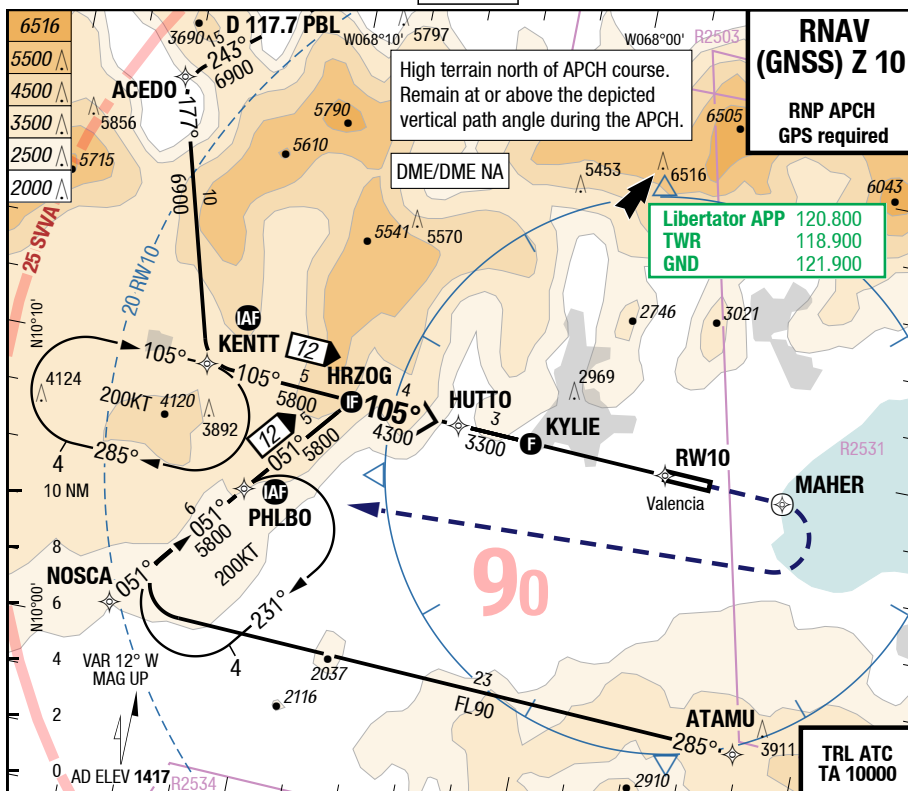 6516
5500
4500
3500
2500
2000
3690
15
D 117.7 PBL
243°
6900
ACEDO
177°
10
6900
5856
5715
25 SVVA
20 RW10
W068°10'
5797
W068°00'
R2503
High terrain north of APCH course.
Remain at or above the depicted
vertical path angle during the APCH.
DME/DME NA
RNAV
(GNSS) Z 10
RNP APCH
GPS required
5790
5610
5541
5570
5453
6516
6505
6043
Libertator APP 120.800
TWR 118.900
GND 121.900
N10°10'
IAF
KENTT
12
HRZOG
IF
105°
105°
5
5800
105°
4
4300
HUTTO
3
3300
KYLIE
F
2746
3021
2969
4124
200KT
4120
3892
285°
4
10 NM
12
051°
5
5800
IAF
PHLBO
6
051°
5800
200KT
RW10
Valencia
MAHER
R2531
90
8
NOSCA
051°
231°
4
6
N10°00'
4
2
0
VAR 12° W
MAG UP
2037
2116
23
FL90
ATAMU
285°
3911
2910
AD ELEV 1417
R2534
TRL ATC
TA 10000